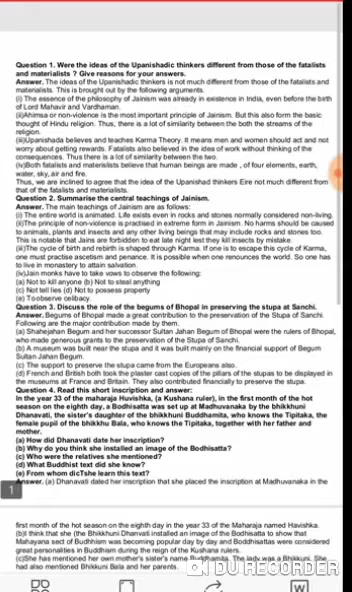 Question 1. Were the ideas of the Upanishadic thinkers different from those of the fatalists
and materialists ? Give reasons for your answers.
Answer. The ideas of the Upanishadic thinkers is not much different from those of the fatalists and
materialists. This is brought out by the following arguments.
(i) The essence of the philosophy of Jainism was already in existence in India, even before the birth
of Lord Mahavir and Vardhaman.
(ii)Ahimsa or non-violence is the most important principle of Jainism. But this also form the basic
thought of Hindu religion. Thus, there is a lot of similarity between the both the streams of the
religion.
(iii)Upanishada believes and teaches Karma Theory. It means men and women should act and not
worry about getting rewards. Fatalists also believed in the idea of work without thinking of the
consequences. Thus there is a lot of similarity between the two.
(iv)Both fatalists and materislists believe that human beings are made , of four elements, earth,
water, sky, air and fire.
Thus, we are inclined to agree that the idea of the Upanishad thinkers Eire not much different from
that of the fatalists and materialists.
Question 2. Summarise the central teachings of Jainism.
Answer. The main teachings of Jainism are as follows:
(i) The entire world is animated. Life exists even in rocks and stones normally considered non-living.
(ii)The principle of non-violence is practised in extreme form in Jainism. No harms should be caused
to animals, plants and insects and any other living beings that may include rocks and stones too.
This is notable that Jains are forbidden to eat late night lest they kill insects by mistake.
(iii)The cycle of birth and rebirth is shaped through Karma. If one is to escape this cycle of Karma,
one must practise ascetism and penance. It is possible when one renounces the world. So one has
to live in monastery to attain salvation.
(iv)Jain monks have to take vows to observe the following:
(a) Not to kill anyone (b) Not to steal anything
(c) Not tell lies (d) Not to possess property
(e) To observe celibacy.
Question 3. Discuss the role of the begums of Bhopal in preserving the stupa at Sanchi.
Answer. Begums of Bhopal made a great contribution to the preservation of the Stupa of Sanchi.
Following are the major contribution made by them.
(a) Shahejahan Begum and her successor Sultan Jahan Begum of Bhopal were the rulers of Bhopal,
who made generous grants to the preservation of the Stupa of Sanchi.
(b) A museum was built near the stupa and it was built mainly on the financial support of Begum
Sultan Jahan Begum.
(c) The support to preserve the stupa came from the Europeans also.
(d) French and British both took the plaster cast copies of the pillars of the stupas to be displayed in
the museums at France and Britain. They also contributed financially to preserve the stupa.
Question 4. Read this short inscription and answer:
In the year 33 of the maharaja Huvishka, (a Kushana ruler), in the first month of the hot
season on the eighth day, a Bodhisatta was set up at Madhuvanaka by the bhikkhuni
Dhanavati, the sister's daughter of the bhikkhuni Buddhamita, who knows the Tipitaka, the
female pupil of the bhikkhu Bala, who knows the Tipitaka, together with her father and
mother.
(a) How did Dhanavati date her inscription?
(b) Why do you think she installed an image of the Bodhisatta?
(c) Who were the relatives she mentioned?
(d) What Buddhist text did she know?
(e) From whom dicTshe learn this text?
Answer. (a) Dhanavati dated her inscription that she placed the inscription at Madhuvanaka in the
1
first month of the hot season on the eighth day in the year 33 of the Maharaja named Havishka.
(b)I think that she (the Bhikkhuni Dhanvati installed an image of the Bodhisatta to show that
Mahayana sect of Budhhism was becoming popular day by day and Boddhisattas were considered
great personalities in Buddhism during the reign of the Kushana rulers.
(c)She has mentioned her own mother's sister's name Buddhamita. The lady was a Bhikkuni. She
had also mentioned Bhikkuni Bala and her parents.
DU RECORDER
W